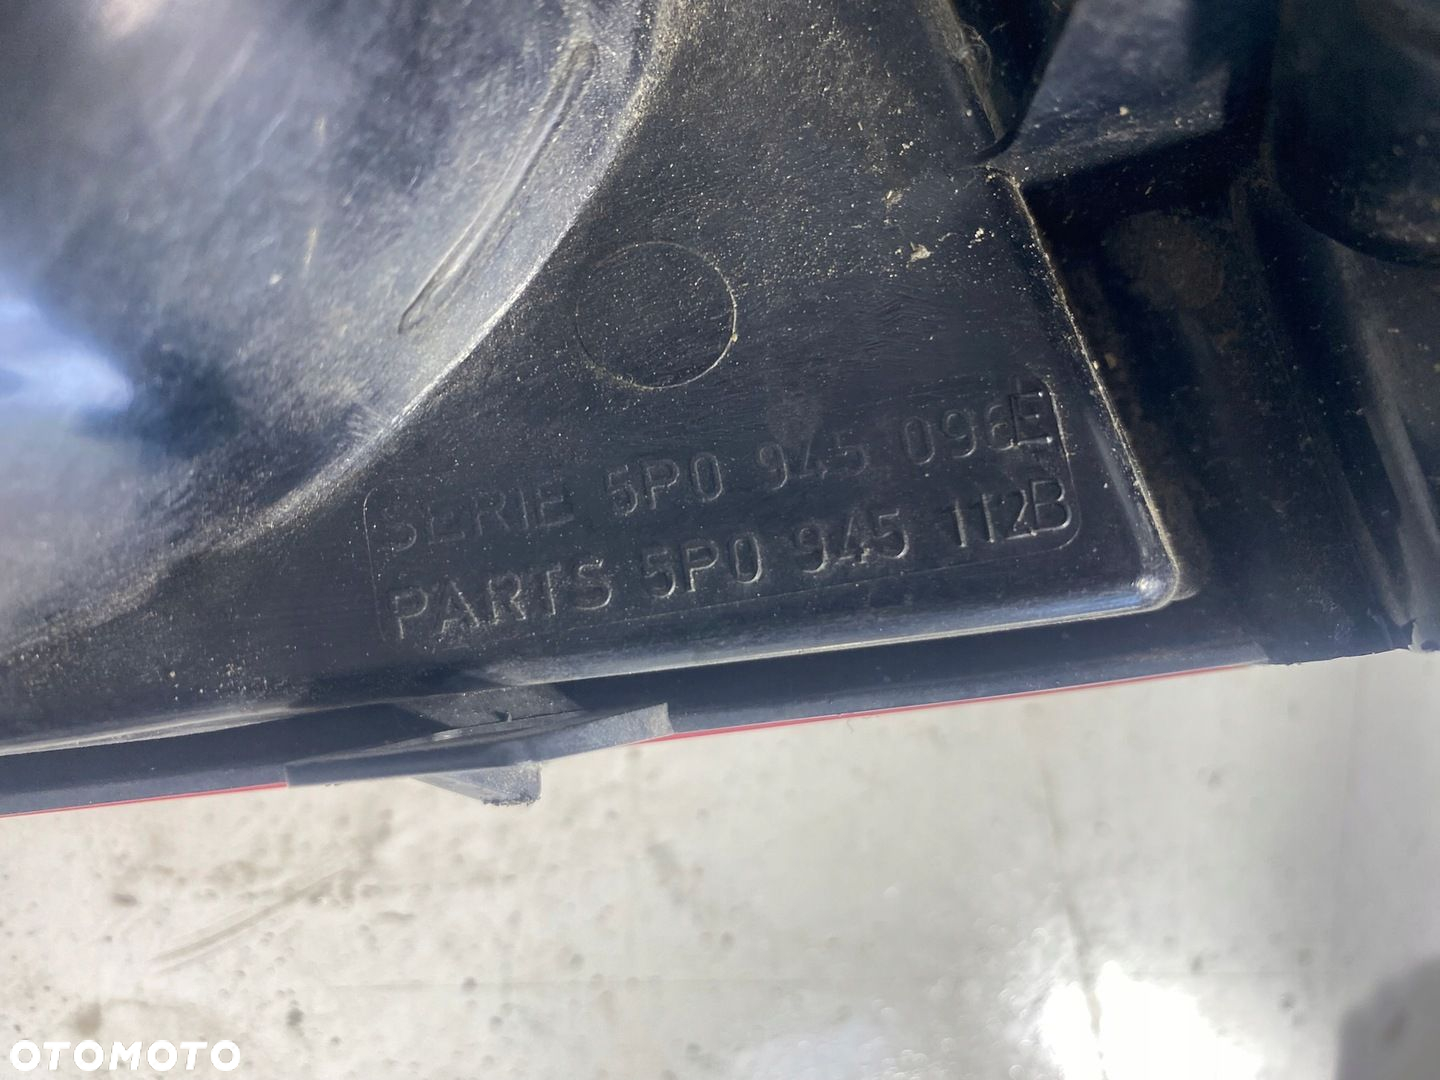 SERIE 5P0 945 096E
PARTS 5P0 945 112B
OTOMOTO